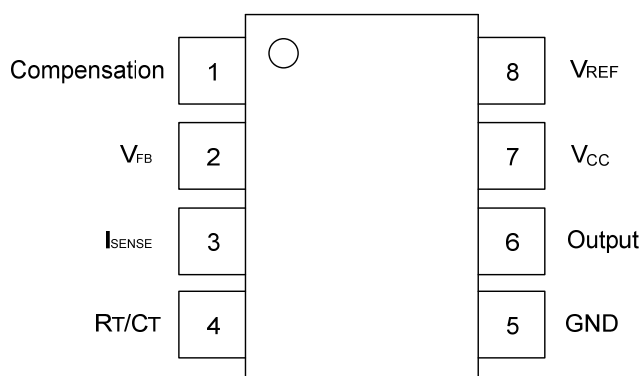 Compensation 1 8 VREF
VFB 2 7 VCC
ISENSE 3 6 Output
RT/CT 4 5 GND